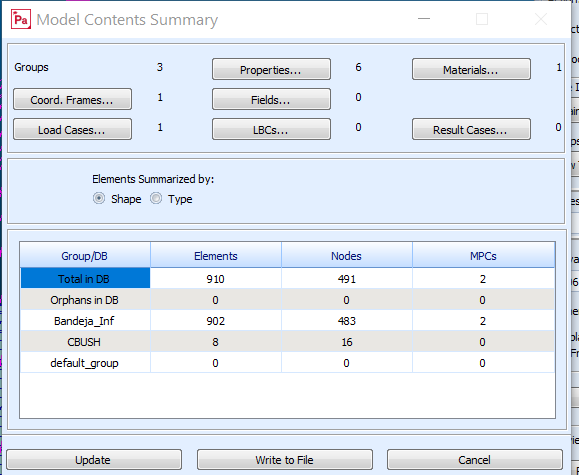 Pa Model Contents Summary
Groups 3 Properties... 6 Materials... 1
Coord. Frames... 1 Fields... 0
Load Cases... 1 LBCs... 0 Result Cases... 0
Elements Summarized by:
Shape Type
Group/DB Elements Nodes MPCs
Total in DB 910 491 2
Orphans in DB 0 0 0
Bandeja_Inf 902 483 2
CBUSH 8 16 0
default_group 0 0 0
Update Write to File Cancel